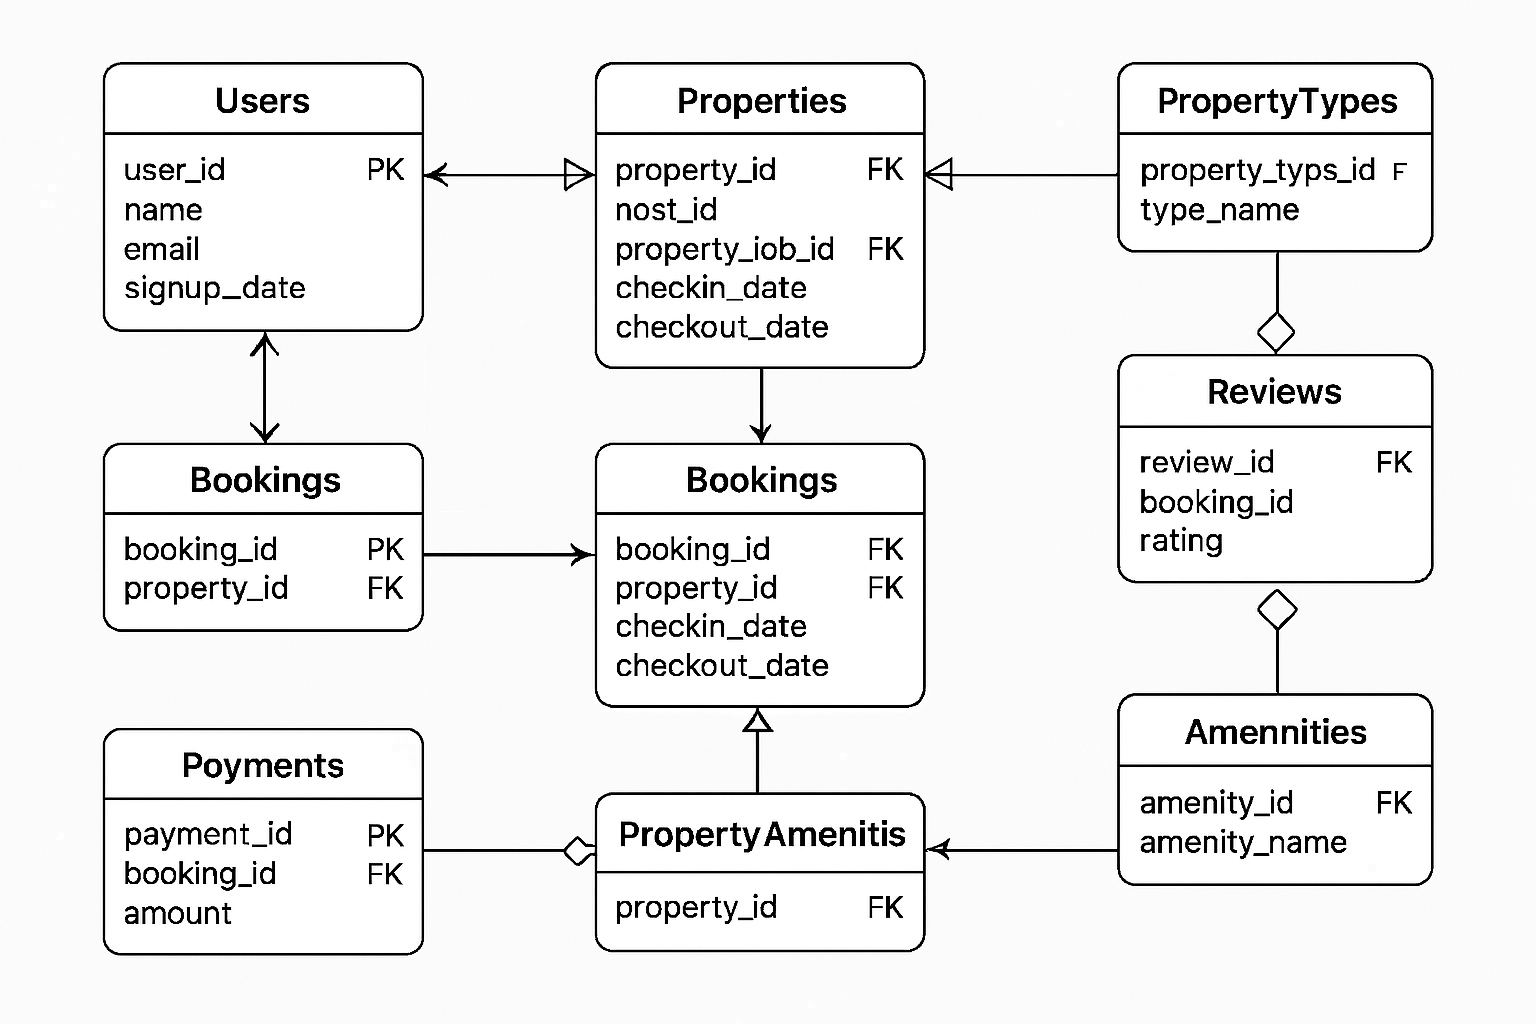 Users
user_id PK
name
email
signup_date
Properties
property_id FK
nost_id
property_iob_id FK
checkin_date
checkout_date
PropertyTypes
property_typs_id F
type_name
Bookings
booking_id PK
property_id FK
Bookings
booking_id FK
property_id FK
checkin_date
checkout_date
Reviews
review_id FK
booking_id
rating
Poyments
payment_id PK
booking_id FK
amount
PropertyAmenitis
property_id FK
Amennities
amenity_id FK
amenity_name